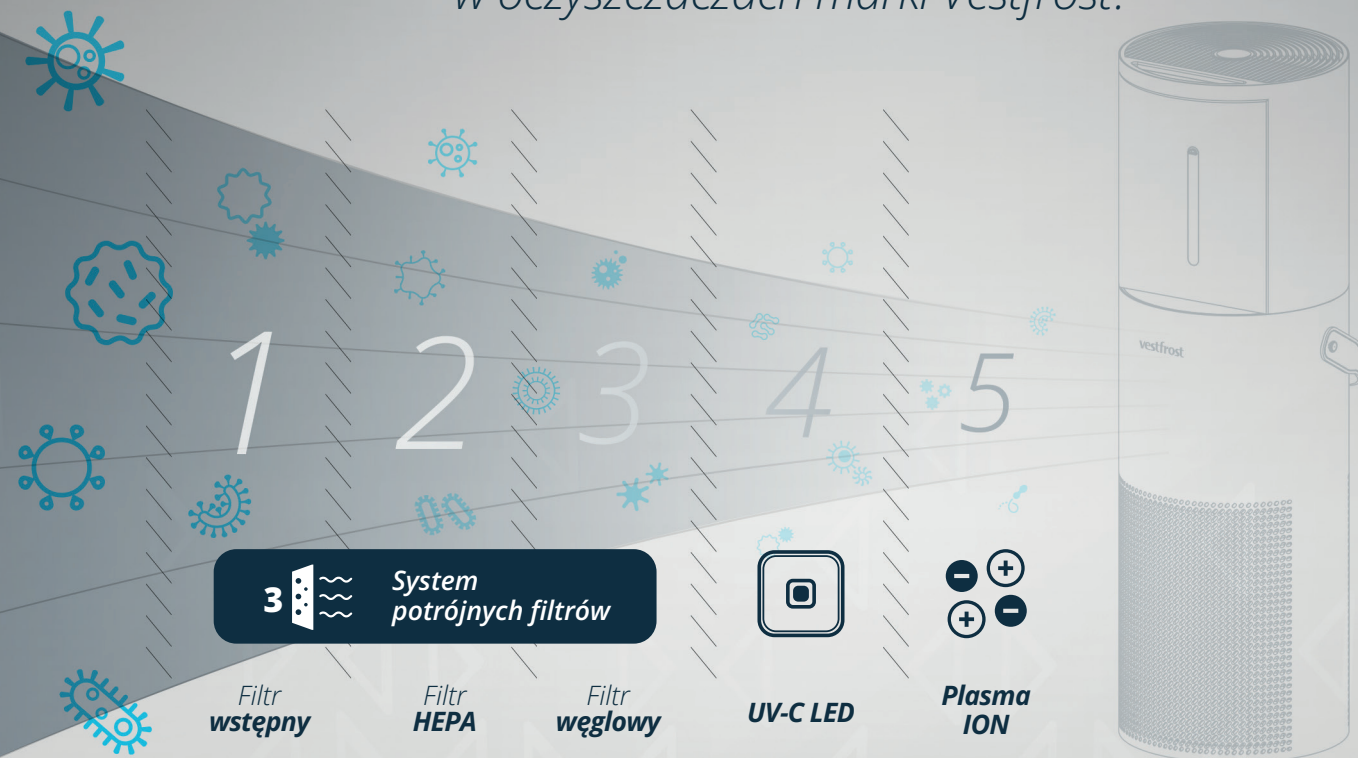 w oczyszczaczach marki Vestfrost.
1 2 3 4 5
vestfrost
3 System
potrójnych filtrów
Filtr
wstępny
Filtr
HEPA
Filtr
węglowy
UV-C LED
Plasma
ION